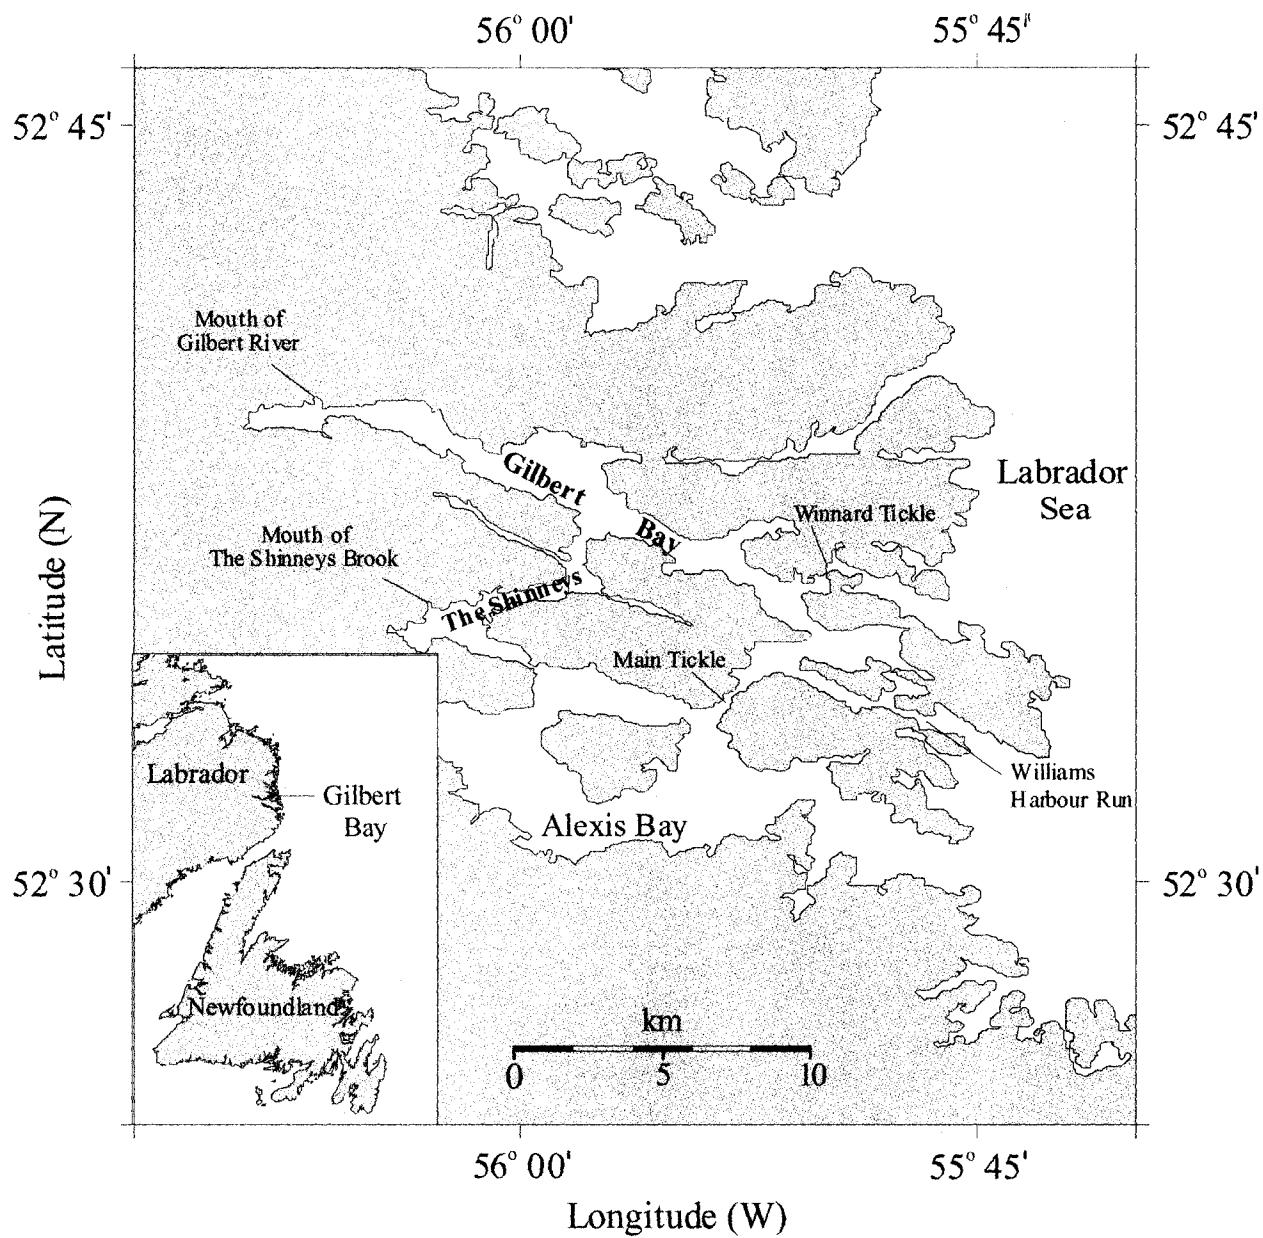 56° 00' 55° 45'
52° 45' 52° 45'
Mouth of
Gilbert River
Gilbert
Bay
Labrador
Sea
Winnard Tickle
Mouth of
The Shinneys Brook
The Shinneys
Main Tickle
Williams
Harbour Run
Latitude (N)
Labrador
Gilbert
Bay
Newfoundland
Alexis Bay
52° 30' 52° 30'
km
0 5 10
56° 00' 55° 45'
Longitude (W)